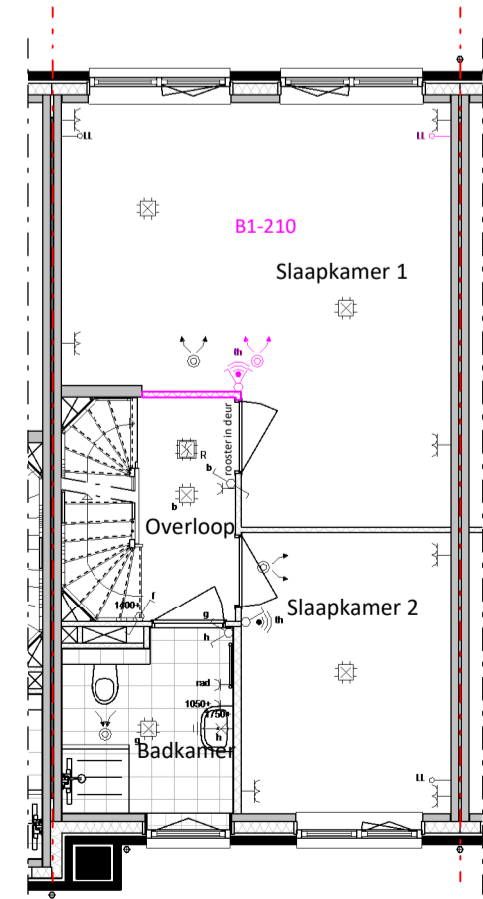 LL
LL
B1-210
Slaapkamer 1
th
rooster in deur
R
b
b
Overloop
f
1400+
g
Slaapkamer 2
th
h
rad
1050+
1750+
h
g
Badkamer
LL